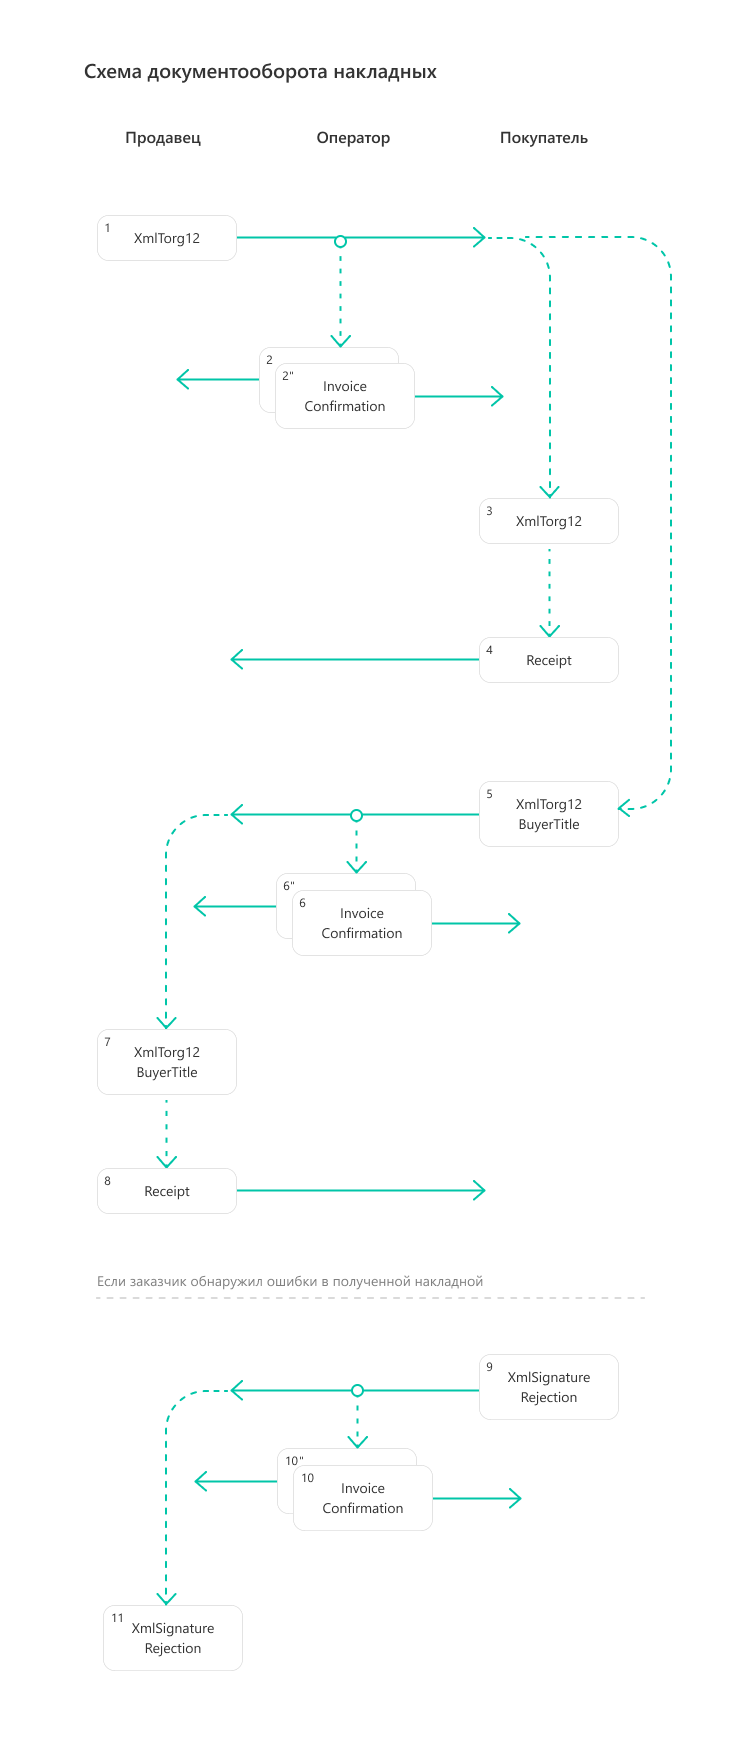 Схема документооборота накладных
Продавец
Оператор
Покупатель
1
XmlTorg12
2
2"
Invoice
Confirmation
3
XmlTorg12
4
Receipt
5
XmlTorg12
BuyerTitle
6"
6
Invoice
Confirmation
7
XmlTorg12
BuyerTitle
8
Receipt
Если заказчик обнаружил ошибки в полученной накладной
9
XmlSignature
Rejection
10"
10
Invoice
Confirmation
11
XmlSignature
Rejection